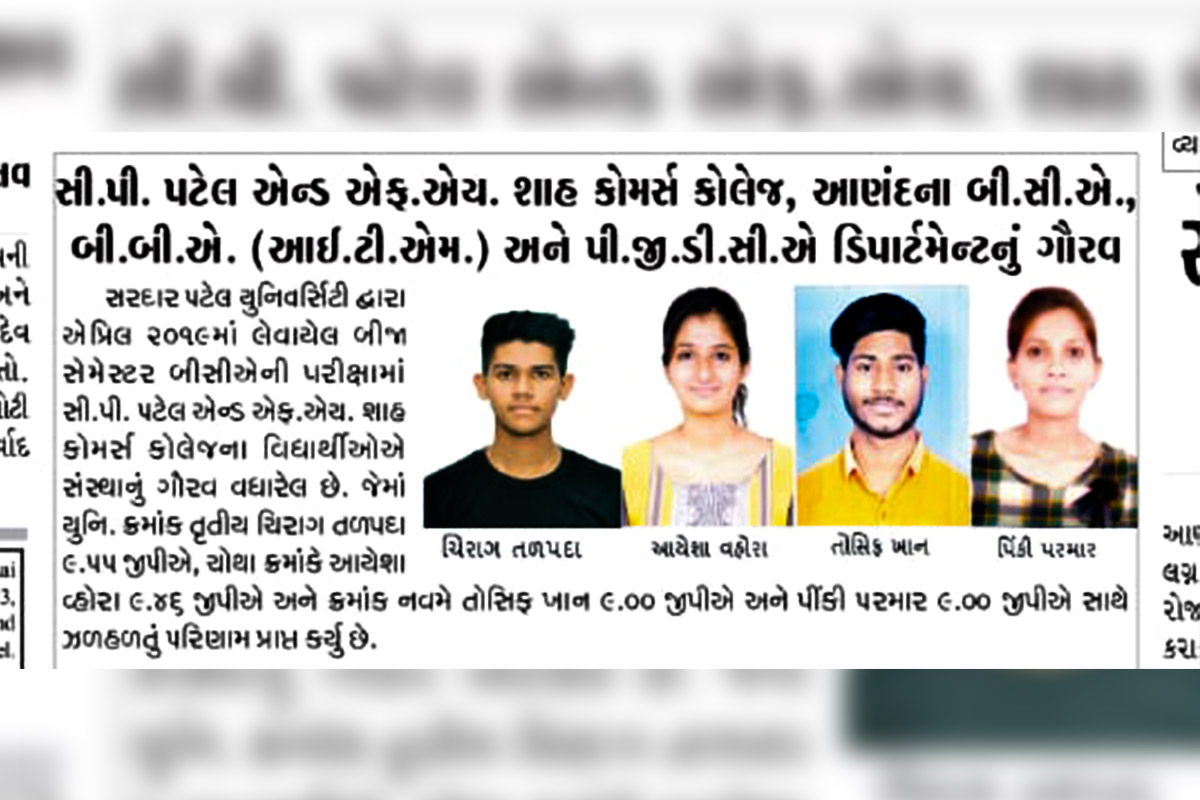 સી.પી. પટેલ એન્ડ એફ.એચ. શાહ કોમર્સ કોલેજ, આણંદના બી.સી.એ.,
બી.બી.એ. (આઈ.ટી.એમ.) અને પી.જી.ડી.સી.એ ડિપાર્ટમેન્ટનું ગૌરવ
સરદાર પટેલ યુનિવર્સિટી દ્વારા
એપ્રિલ ૨૦૧૯માં લેવાયેલ બીજા
સેમેસ્ટર બીસીએની પરીક્ષામાં
સી.પી. પટેલ એન્ડ એફ.એચ. શાહ
કોમર્સ કોલેજના વિદ્યાર્થીઓએ
સંસ્થાનું ગૌરવ વધારેલ છે. જેમાં
યુનિ. ક્રમાંક તૃતીય ચિરાગ તળપદા
૯.૫૫ જીપીએ, ચોથા ક્રમાંકે આયેશા
વ્હોરા ૯.૪૬ જીપીએ અને ક્રમાંક નવમે તોસિફ ખાન ૯.૦૦ જીપીએ અને પીંકી પરમાર ૯.૦૦ જીપીએ સાથે
ઝળહળતું પરિણામ પ્રાપ્ત કર્યુ છે.
ચિરાગ તળપદા
આયેશા વહોરા
તોસિફ ખાન
પિંકી પરમાર